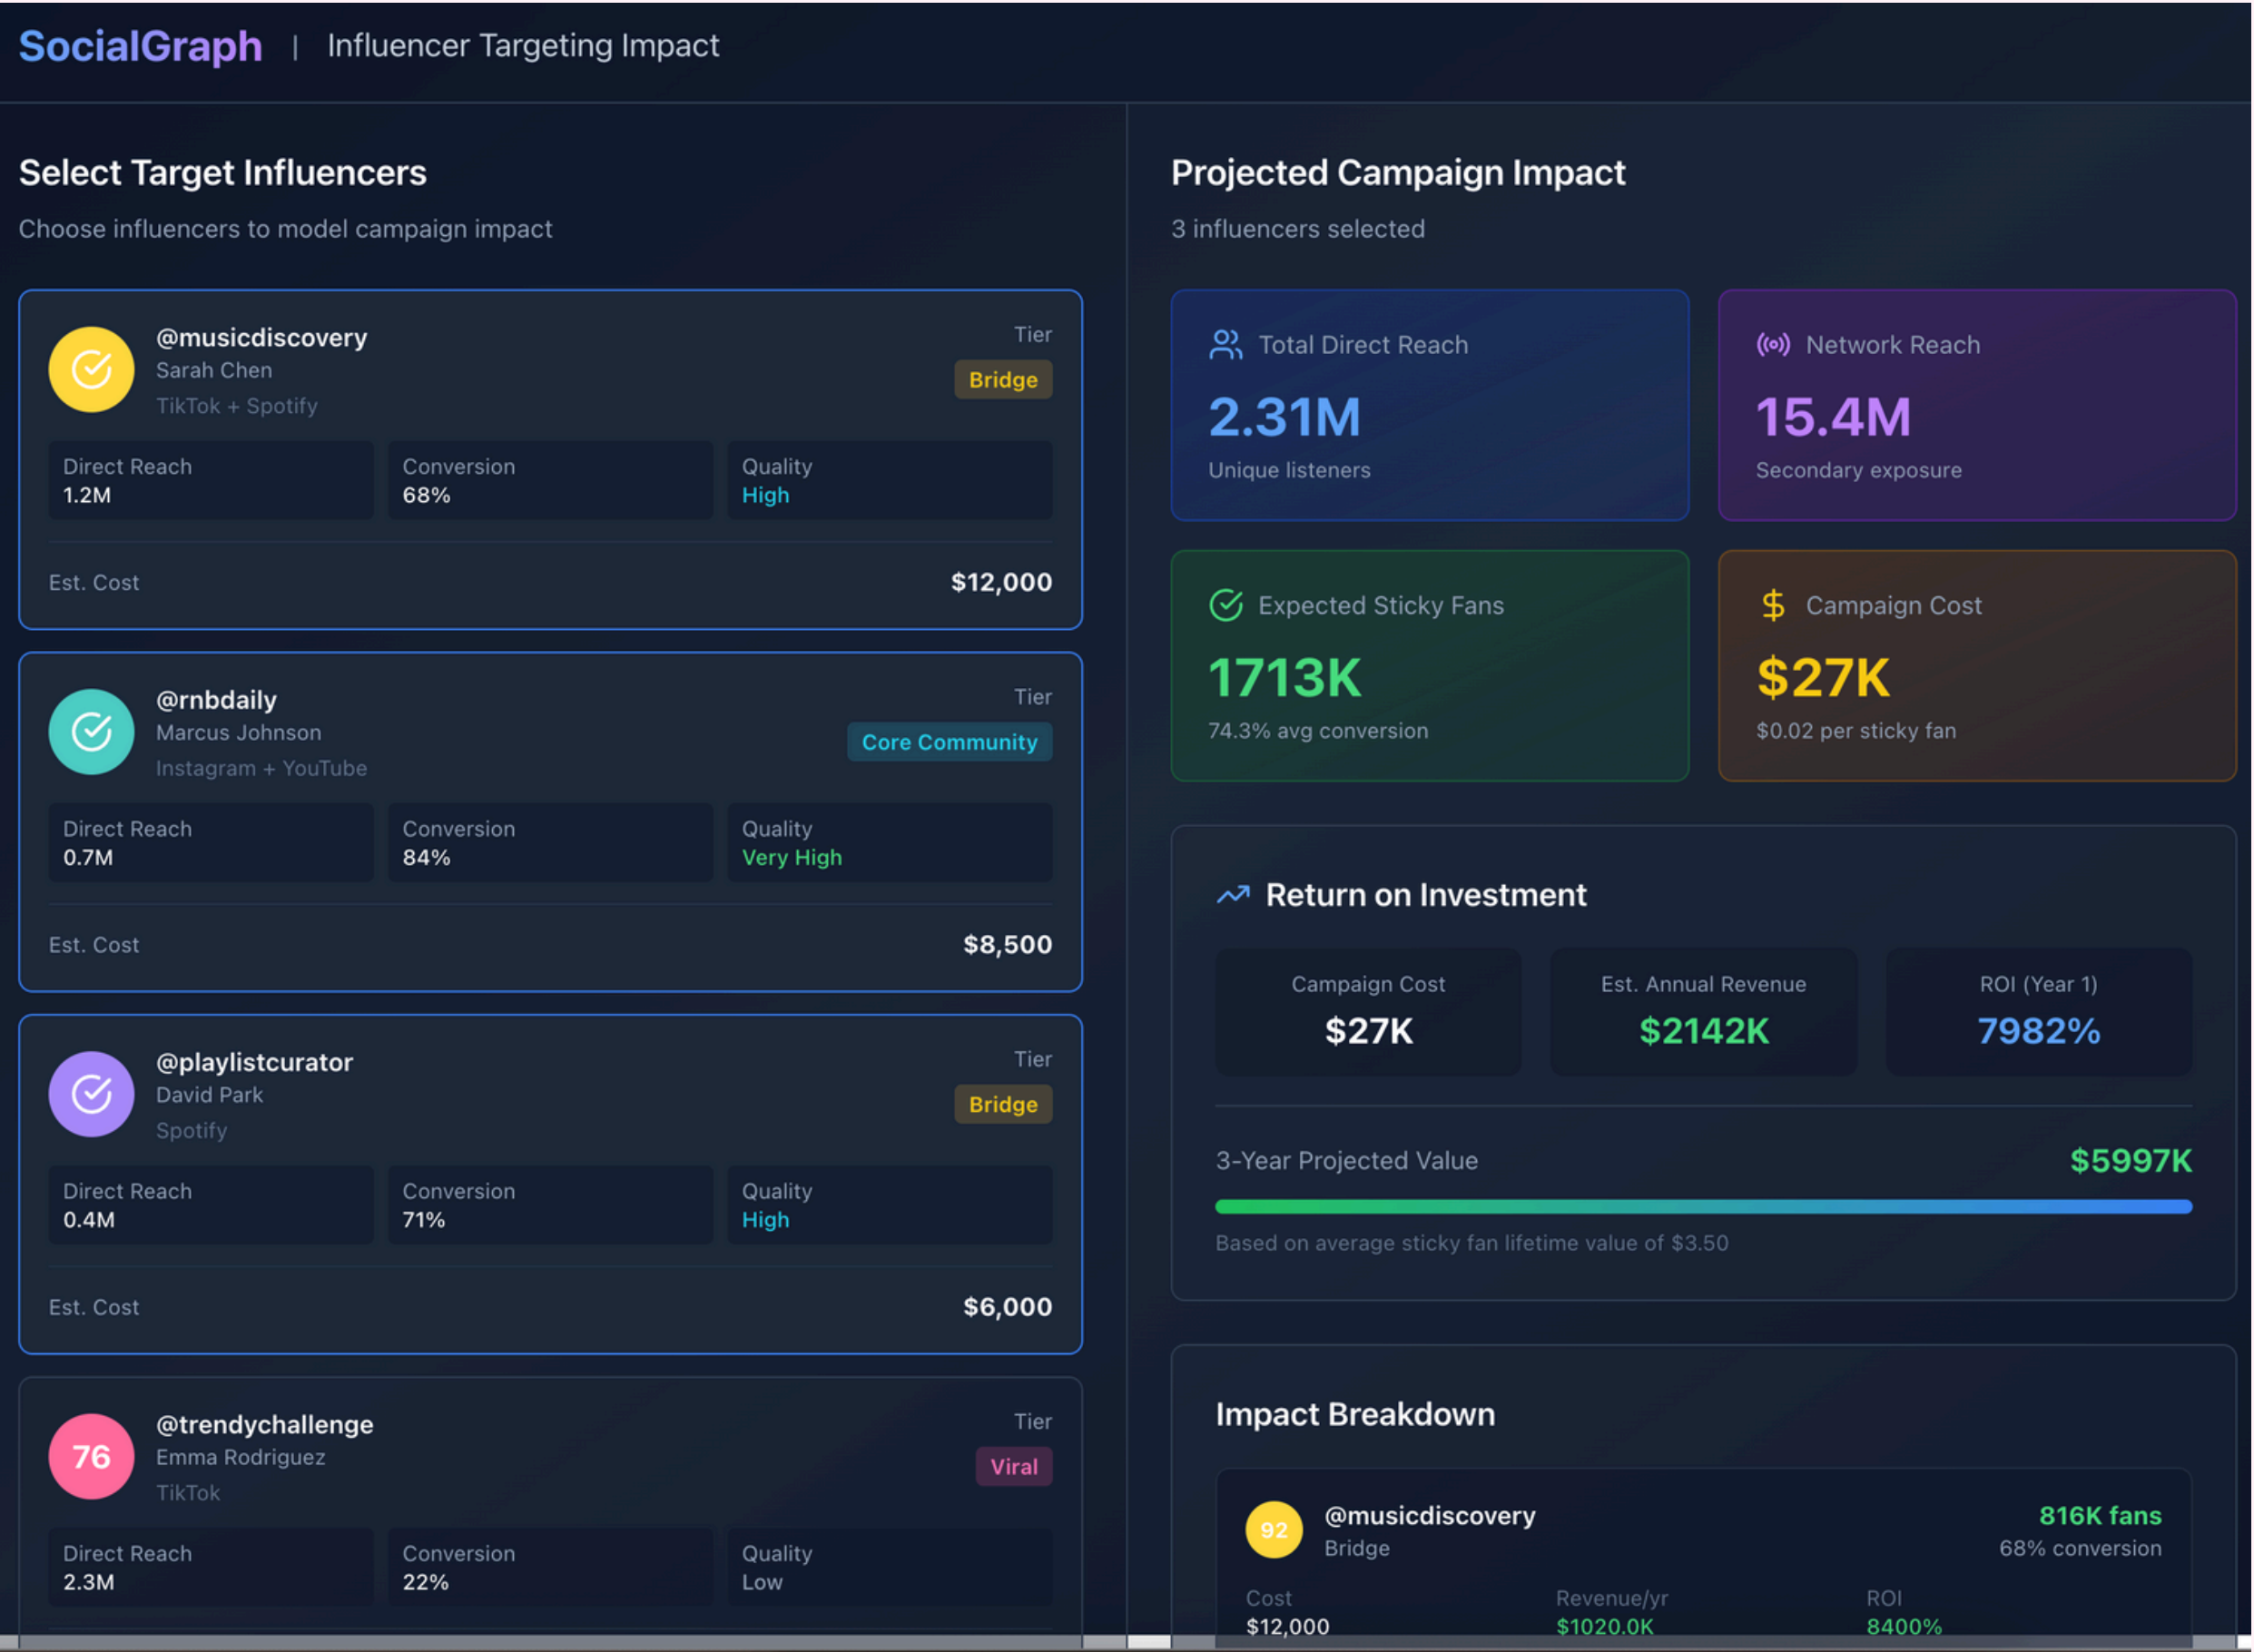 SocialGraph | Influencer Targeting Impact
Select Target Influencers
Choose influencers to model campaign impact
@musicdiscovery
Sarah Chen
TikTok + Spotify
Tier
Bridge
Direct Reach
1.2M
Conversion
68%
Quality
High
Est. Cost
$12,000
@rnbdaily
Marcus Johnson
Instagram + YouTube
Tier
Core Community
Direct Reach
0.7M
Conversion
84%
Quality
Very High
Est. Cost
$8,500
@playlistcurator
David Park
Spotify
Tier
Bridge
Direct Reach
0.4M
Conversion
71%
Quality
High
Est. Cost
$6,000
76
@trendychallenge
Emma Rodriguez
TikTok
Tier
Viral
Direct Reach
2.3M
Conversion
22%
Quality
Low
Projected Campaign Impact
3 influencers selected
Total Direct Reach
2.31M
Unique listeners
Network Reach
15.4M
Secondary exposure
Expected Sticky Fans
1713K
74.3% avg conversion
Campaign Cost
$27K
$0.02 per sticky fan
Return on Investment
Campaign Cost
$27K
Est. Annual Revenue
$2142K
ROI (Year 1)
7982%
3-Year Projected Value
$5997K
Based on average sticky fan lifetime value of $3.50
Impact Breakdown
92
@musicdiscovery
Bridge
816K fans
68% conversion
Cost
$12,000
Revenue/yr
$1020.0K
ROI
8400%